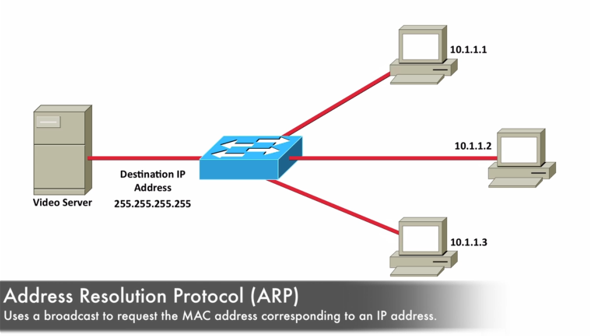 10.1.1.1
10.1.1.2
Destination IP
Address
255.255.255.255
Video Server
10.1.1.3
Address Resolution Protocol (ARP)
Uses a broadcast to request the MAC address corresponding to an IP address.